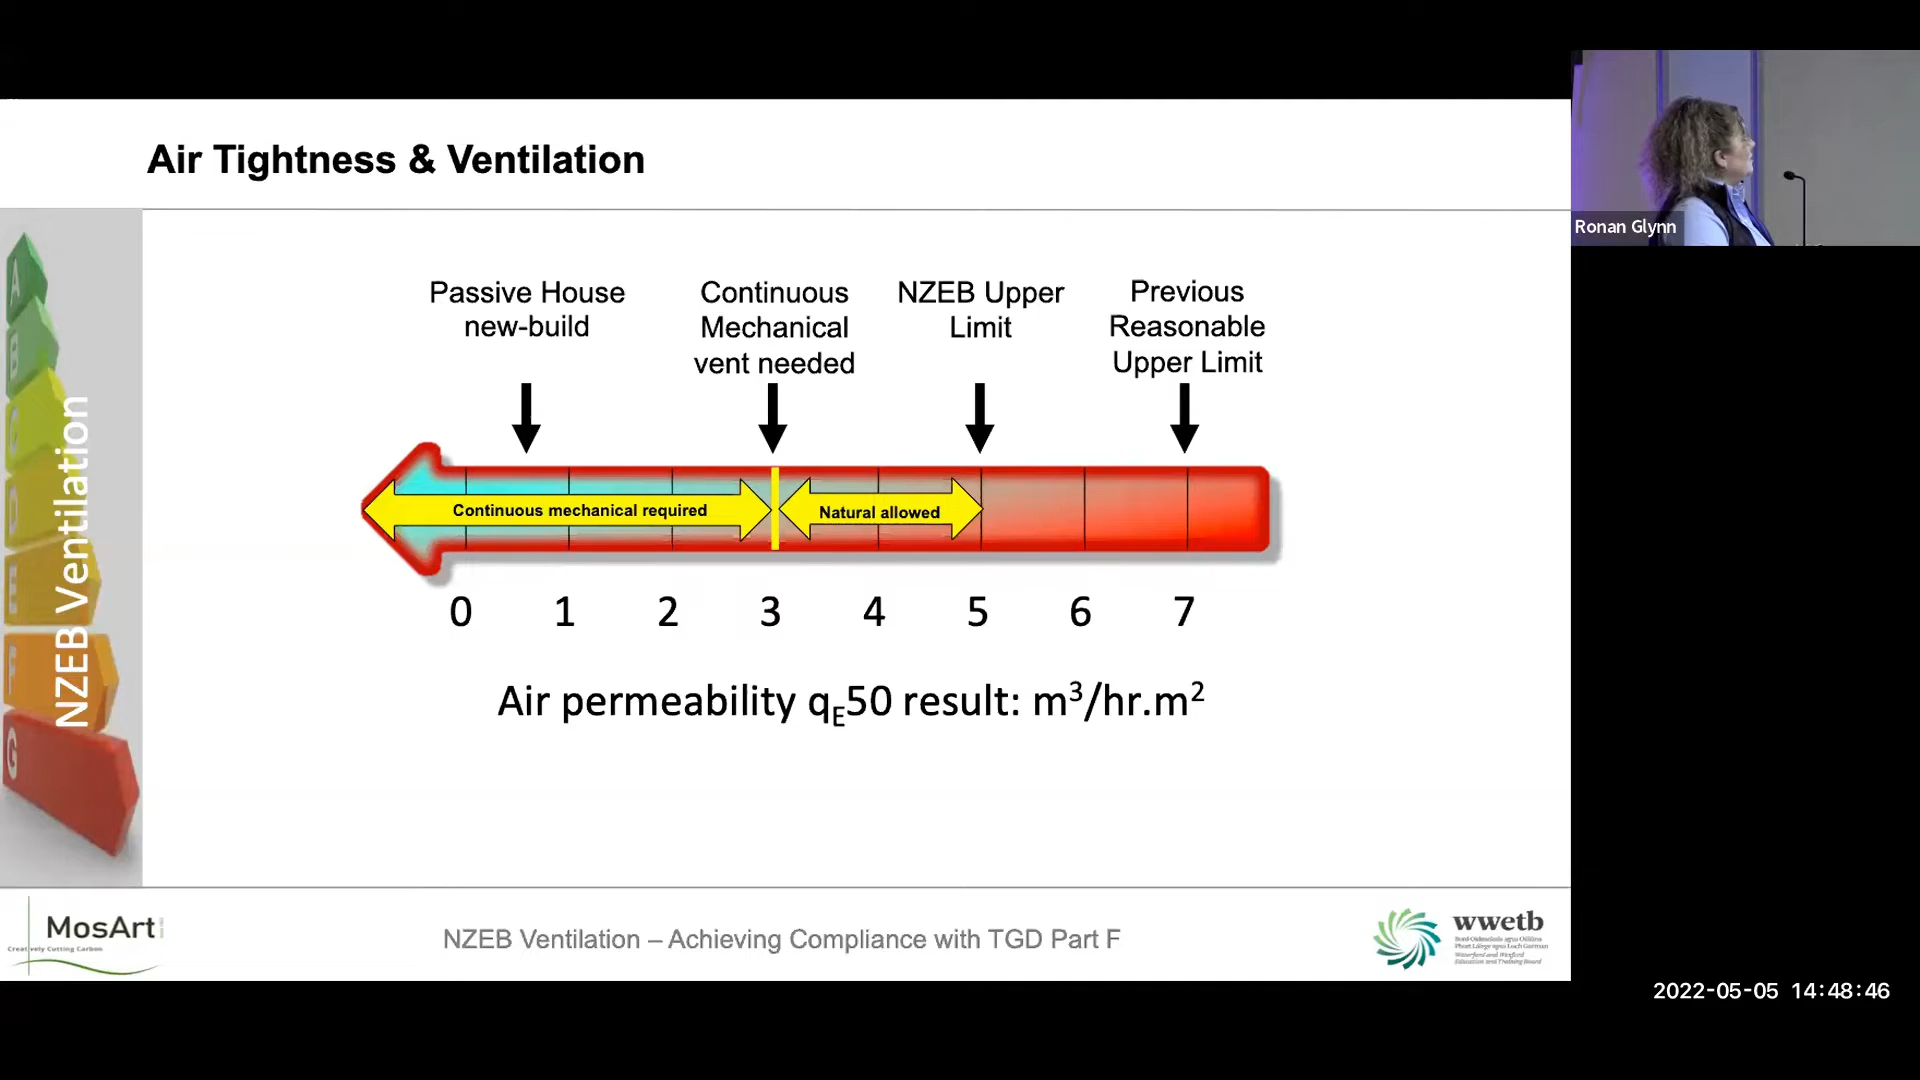 Air Tightness & Ventilation
Ronan Glynn
A
B
C
D
E
F
G
NZEB Ventilation
Passive House
new-build
Continuous
Mechanical
vent needed
NZEB Upper
Limit
Previous
Reasonable
Upper Limit
Continuous mechanical required
Natural allowed
0 1 2 3 4 5 6 7
Air permeability qE50 result: m³/hr.m²
MosArt
Creatively Cutting Carbon
NZEB Ventilation – Achieving Compliance with TGD Part F
wwetb
Bord Oideachais agus Oiliúna
Phort Láirge agus Loch Garman
Waterford and Wexford
Education and Training Board
2022-05-05 14:48:46